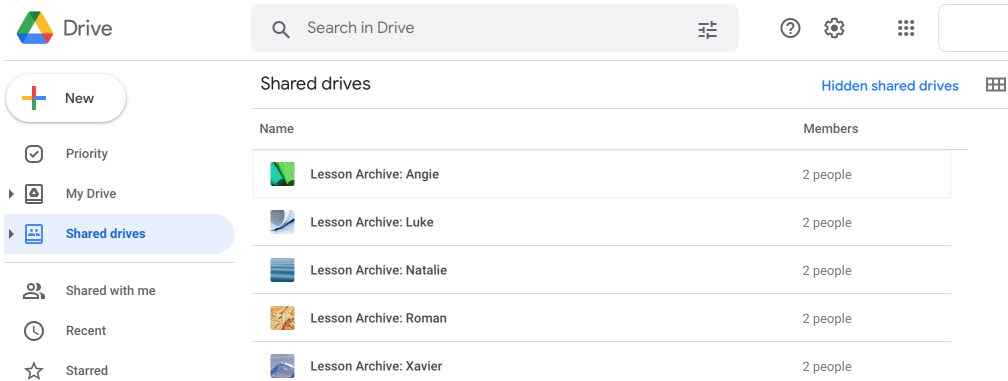 Drive
Search in Drive
New
Priority
My Drive
Shared drives
Shared with me
Recent
Starred
Shared drives
Hidden shared drives
Name Members
Lesson Archive: Angie 2 people
Lesson Archive: Luke 2 people
Lesson Archive: Natalie 2 people
Lesson Archive: Roman 2 people
Lesson Archive: Xavier 2 people